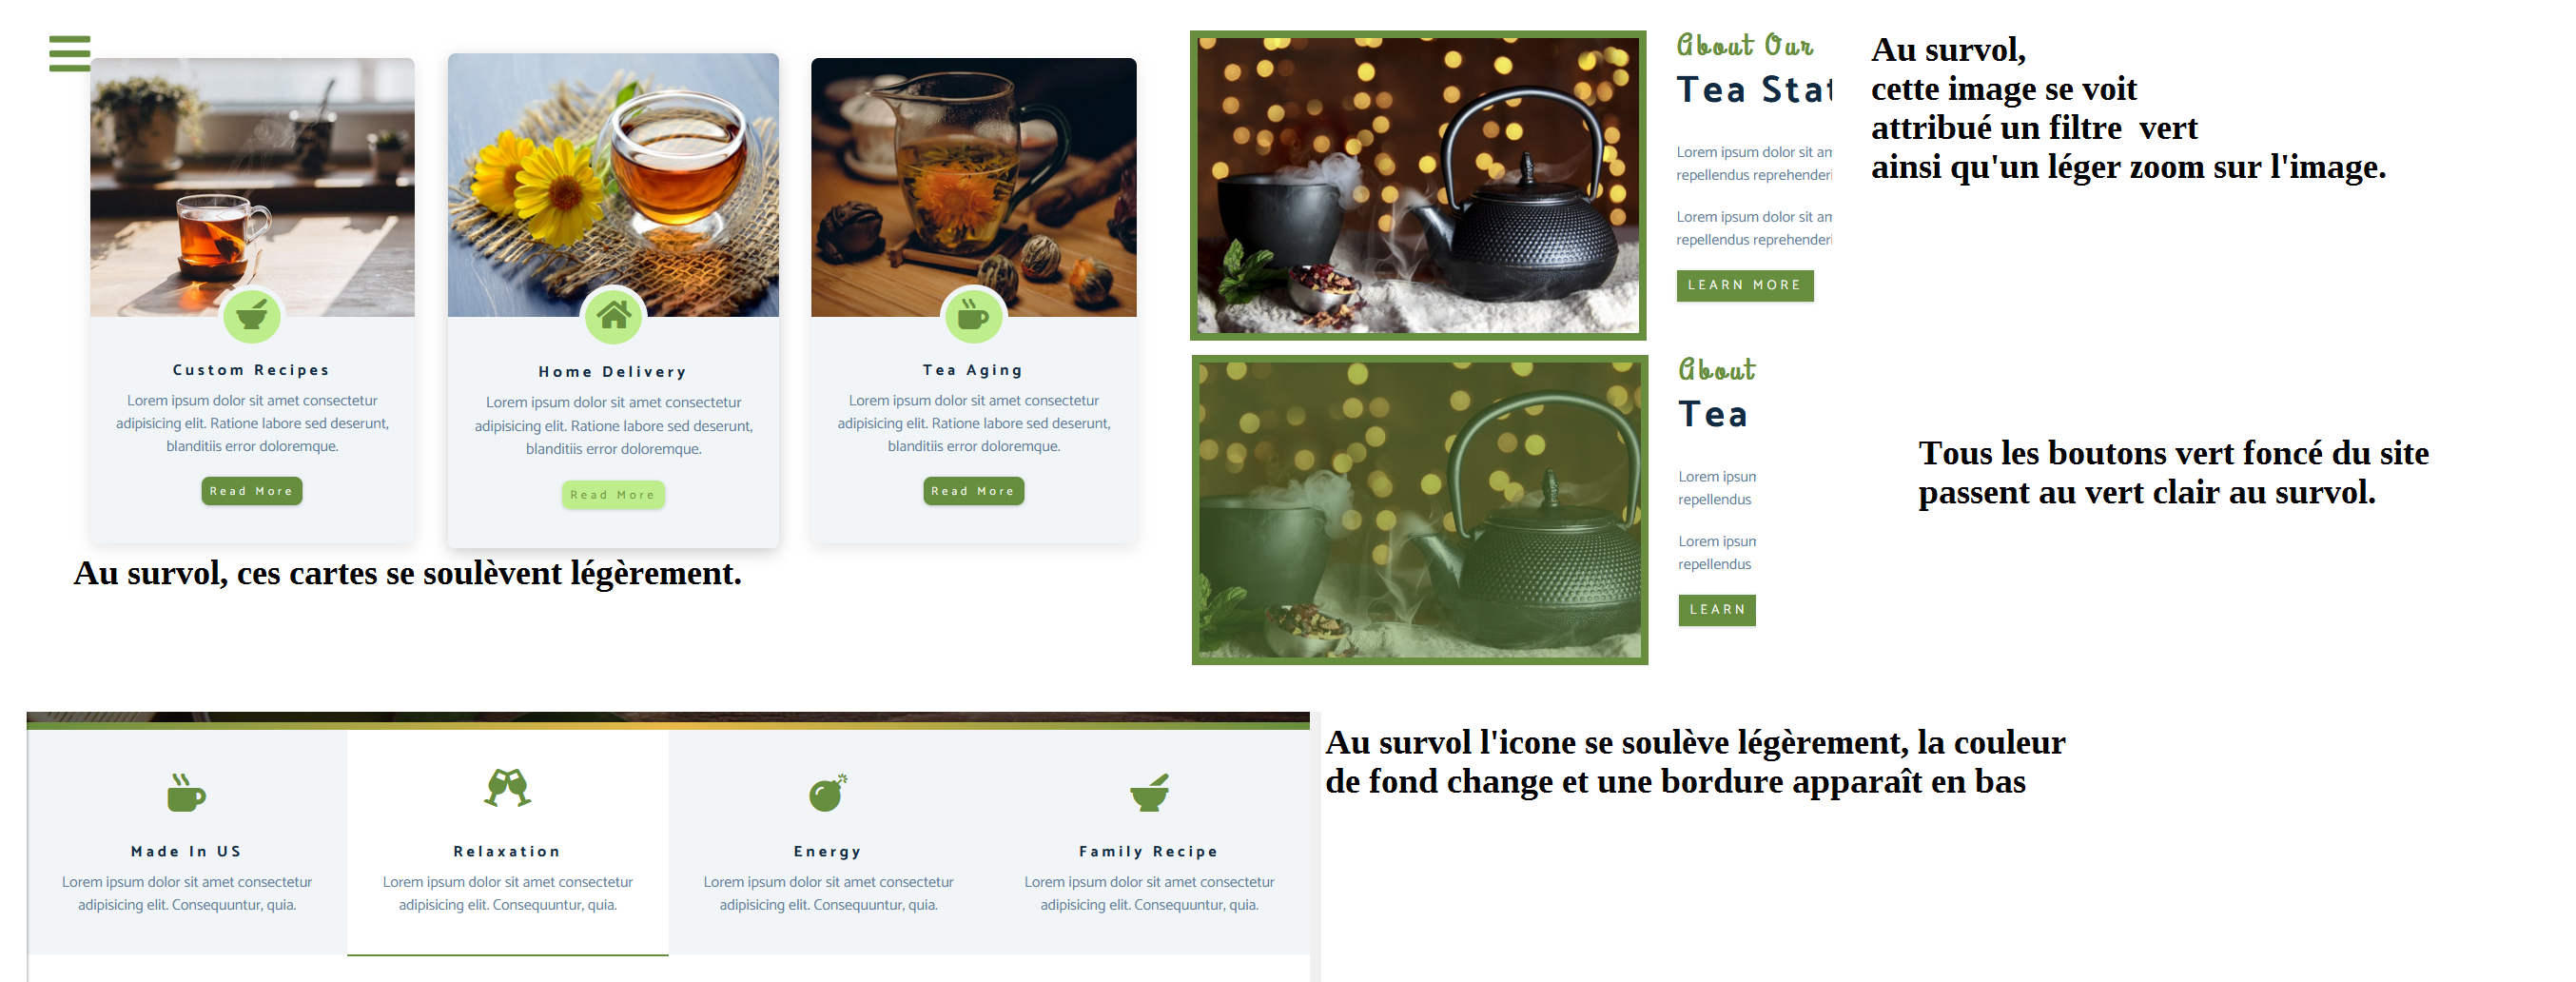 Custom Recipes
Lorem ipsum dolor sit amet consectetur
adipisicing elit. Ratione labore sed deserunt,
blanditiis error doloremque.
Read More
Home Delivery
Lorem ipsum dolor sit amet consectetur
adipisicing elit. Ratione labore sed deserunt,
blanditiis error doloremque.
Read More
Tea Aging
Lorem ipsum dolor sit amet consectetur
adipisicing elit. Ratione labore sed deserunt,
blanditiis error doloremque.
Read More
Au survol, ces cartes se soulèvent légèrement.
About Our
Tea Stat
Lorem ipsum dolor sit am
repellendus reprehenderi
Lorem ipsum dolor sit am
repellendus reprehenderi
LEARN MORE
Au survol,
cette image se voit
attribué un filtre vert
ainsi qu'un léger zoom sur l'image.
About
Tea
Lorem ipsum
repellendus
Lorem ipsum
repellendus
LEARN
Tous les boutons vert foncé du site
passent au vert clair au survol.
Made In US
Lorem ipsum dolor sit amet consectetur
adipisicing elit. Consequuntur, quia.
Relaxation
Lorem ipsum dolor sit amet consectetur
adipisicing elit. Consequuntur, quia.
Energy
Lorem ipsum dolor sit amet consectetur
adipisicing elit. Consequuntur, quia.
Family Recipe
Lorem ipsum dolor sit amet consectetur
adipisicing elit. Consequuntur, quia.
Au survol l'icone se soulève légèrement, la couleur
de fond change et une bordure apparaît en bas